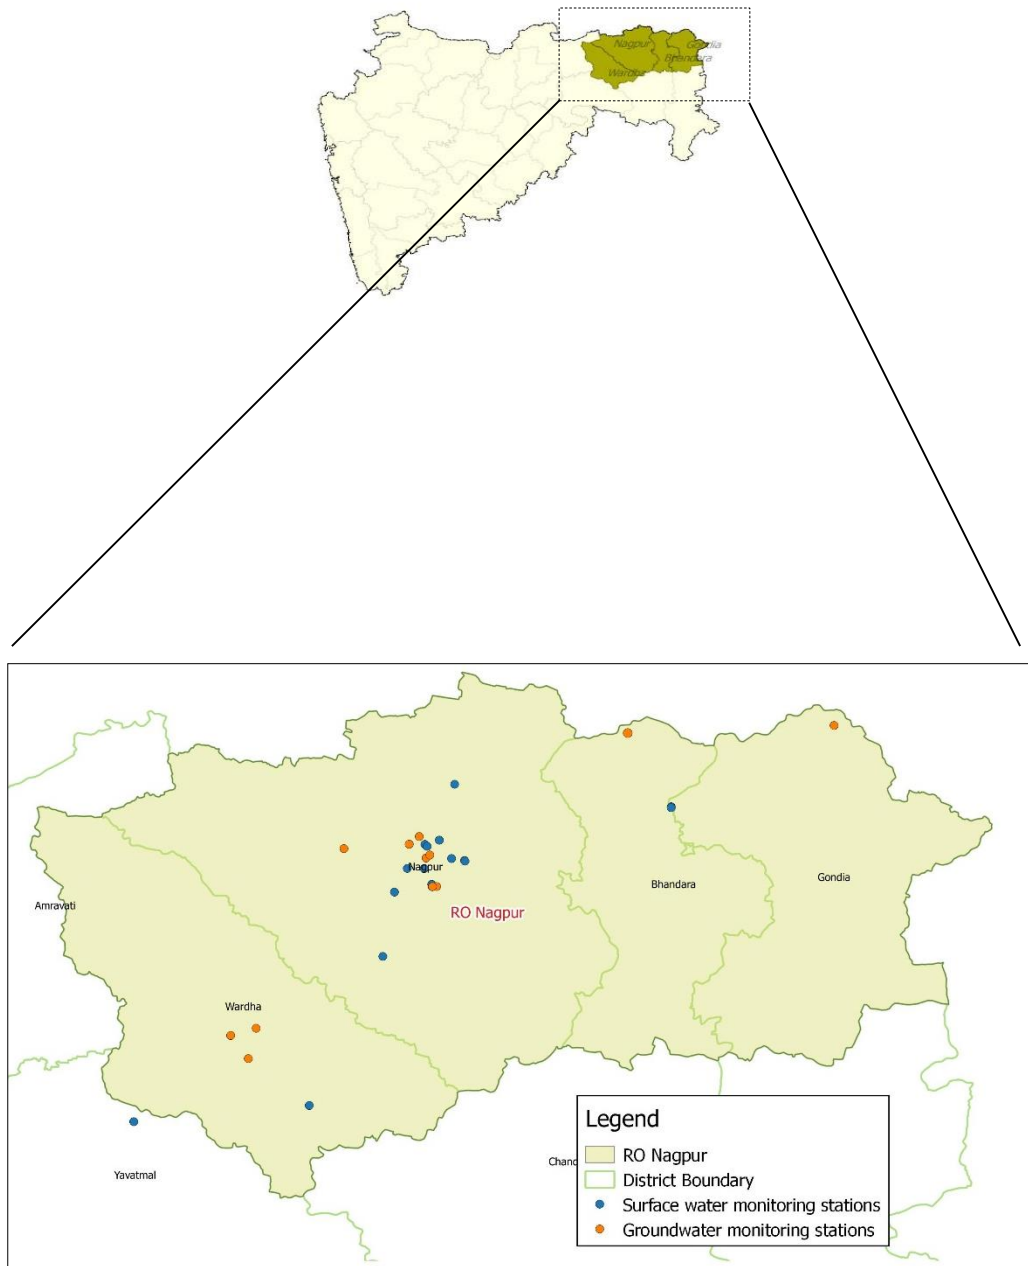 Nagpur
Gondia
Bhandara
Wardha
Nagpur
Bhandara
Gondia
Amravati
RO Nagpur
Wardha
Yavatmal
Chand
Legend
RO Nagpur
District Boundary
Surface water monitoring stations
Groundwater monitoring stations